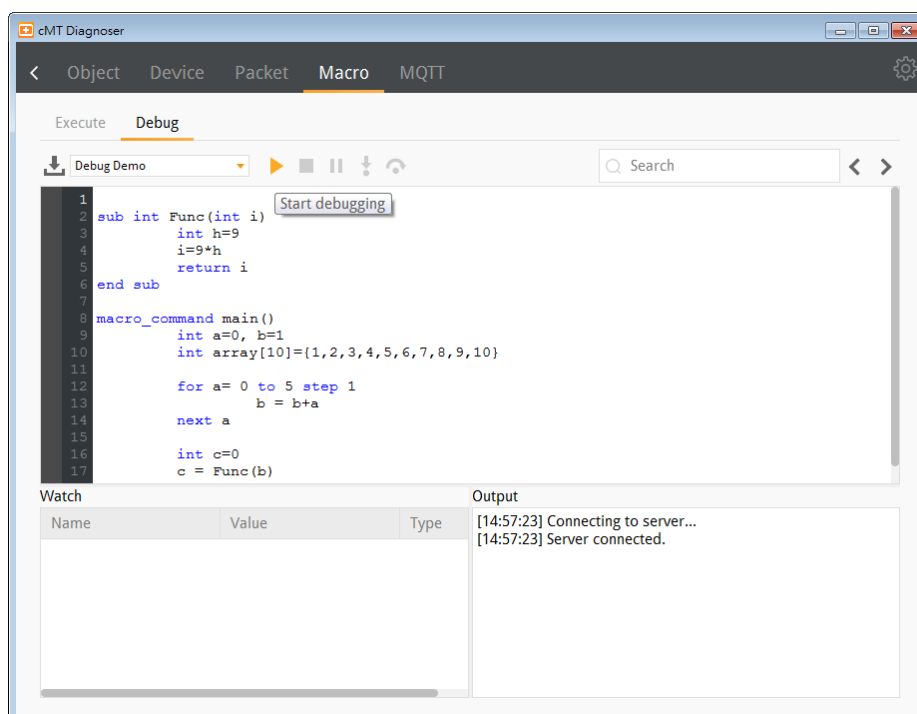 cMT Diagnoser
Object Device Packet Macro MQTT
Execute Debug
Debug Demo Search
Start debugging
1
2 sub int Func(int i)
3 int h=9
4 i=9*h
5 return i
6 end sub
7
8 macro_command main()
9 int a=0, b=1
10 int array[10]={1,2,3,4,5,6,7,8,9,10}
11
12 for a= 0 to 5 step 1
13 b = b+a
14 next a
15
16 int c=0
17 c = Func(b)
Watch Output
Name Value Type
[14:57:23] Connecting to server...
[14:57:23] Server connected.